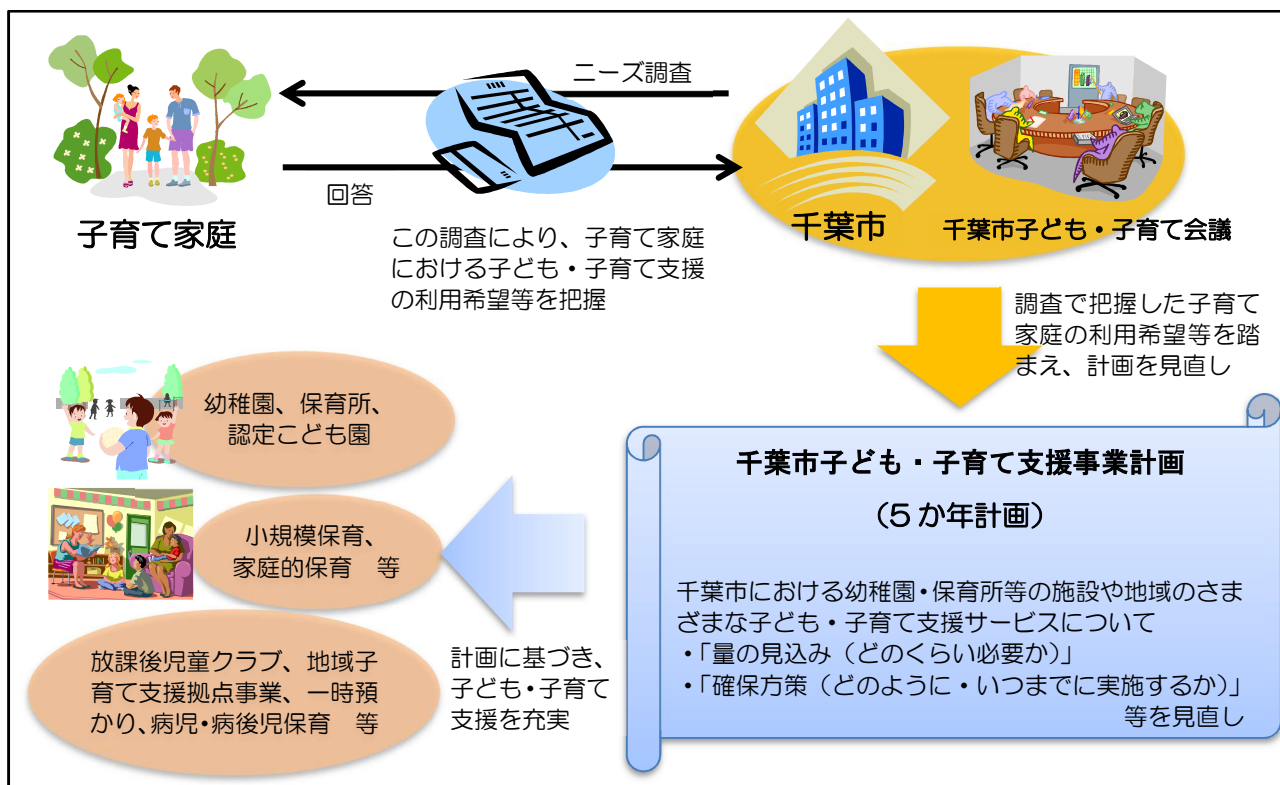 ニーズ調査
回答
子育て家庭
千葉市
千葉市子ども・子育て会議
この調査により、子育て家庭
における子ども・子育て支援
の利用希望等を把握
調査で把握した子育て
家庭の利用希望等を踏
まえ、計画を見直し
千葉市子ども・子育て支援事業計画
（5か年計画）
千葉市における幼稚園・保育所等の施設や地域のさま
ざまな子ども・子育て支援サービスについて
・「量の見込み（どのくらい必要か）」
・「確保方策（どのように・いつまでに実施するか）」
等を見直し
計画に基づき、
子ども・子育て
支援を充実
幼稚園、保育所、
認定こども園
小規模保育、
家庭的保育　等
放課後児童クラブ、地域子
育て支援拠点事業、一時預
かり、病児・病後児保育　等